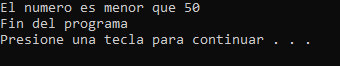 El numero es menor que 50
Fin del programa
Presione una tecla para continuar . . .